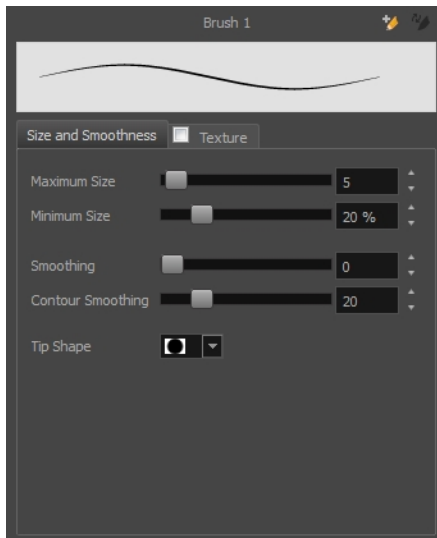 Brush 1
Size and Smoothness Texture
Maximum Size 5
Minimum Size 20 %
Smoothing 0
Contour Smoothing 20
Tip Shape